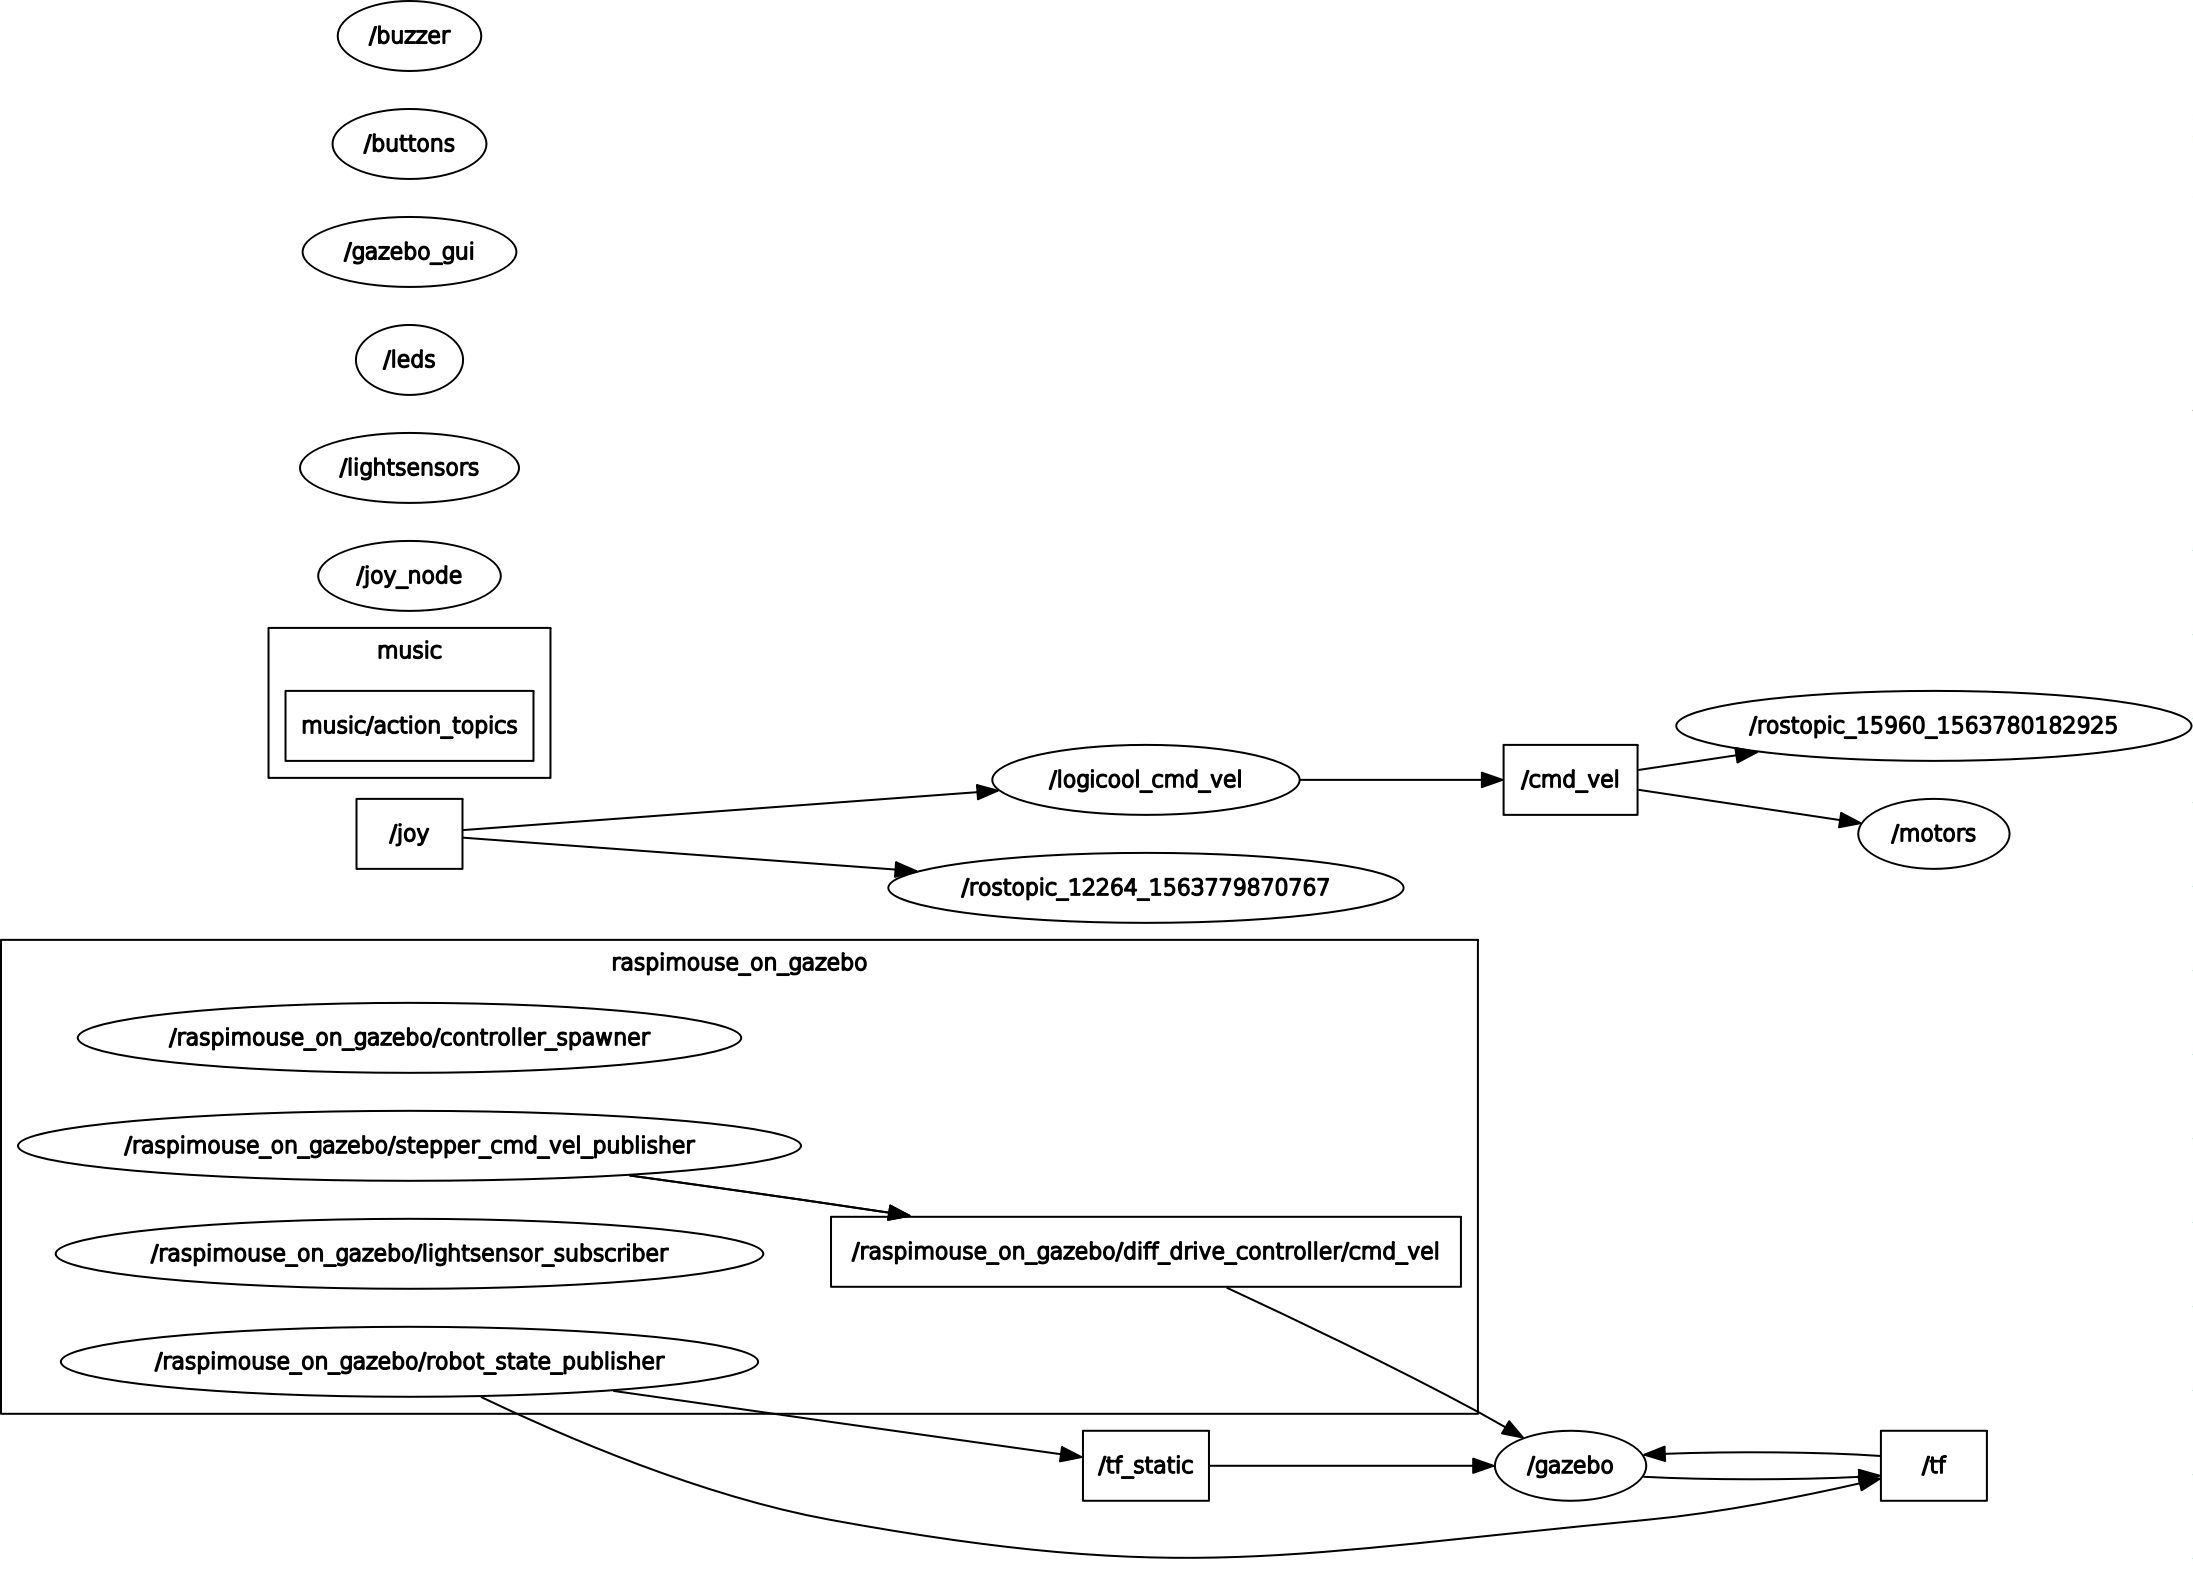 /buzzer
/buttons
/gazebo_gui
/leds
/lightsensors
/joy_node
music
music/action_topics
/joy
/logicool_cmd_vel
/rostopic_12264_1563779870767
/cmd_vel
/rostopic_15960_1563780182925
/motors
raspimouse_on_gazebo
/raspimouse_on_gazebo/controller_spawner
/raspimouse_on_gazebo/stepper_cmd_vel_publisher
/raspimouse_on_gazebo/lightsensor_subscriber
/raspimouse_on_gazebo/diff_drive_controller/cmd_vel
/raspimouse_on_gazebo/robot_state_publisher
/tf_static
/gazebo
/tf